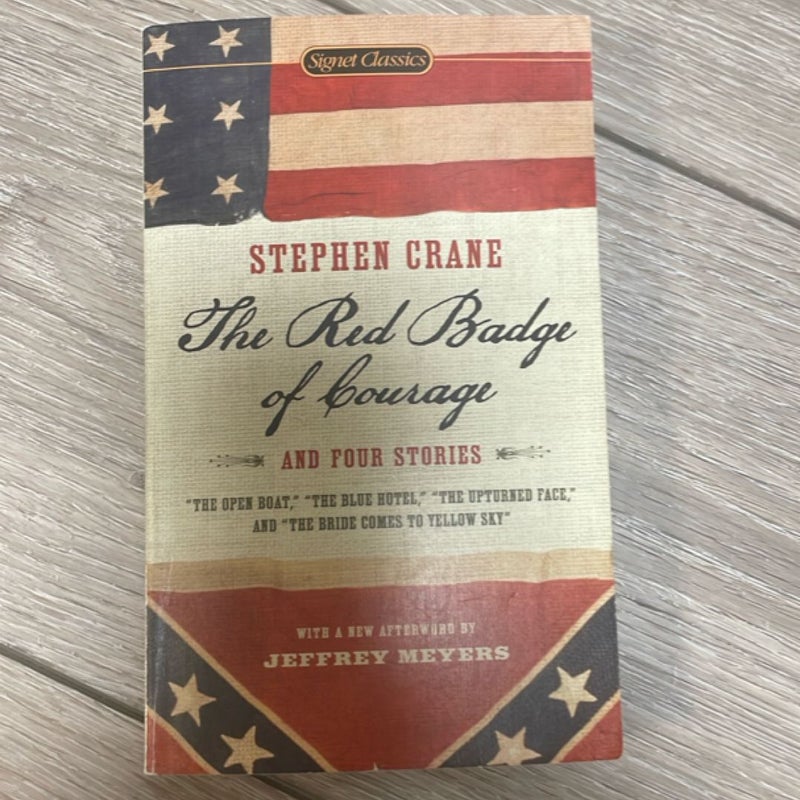 Signet Classics
STEPHEN CRANE
The Red Badge
of Courage
AND FOUR STORIES
"THE OPEN BOAT," "THE BLUE HOTEL," "THE UPTURNED FACE,"
AND "THE BRIDE COMES TO YELLOW SKY"
WITH A NEW AFTERWORD BY
JEFFREY MEYERS